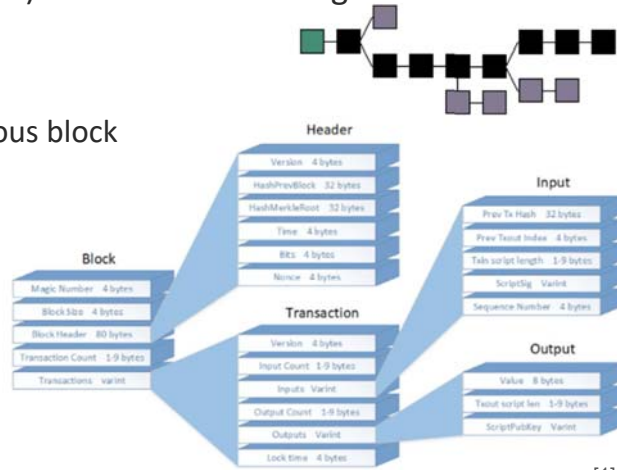 ous block
Header
Version 4 bytes
HashPrevBlock 32 bytes
HashMerkleRoot 32 bytes
Time 4 bytes
Bits 4 bytes
Nonce 4 bytes
Block
Magic Number 4 bytes
Block Size 4 bytes
Block Header 80 bytes
Transaction Count 1-9 bytes
Transactions varint
Transaction
Version 4 bytes
Input Count 1-9 bytes
Inputs Varint
Output Count 1-9 bytes
Outputs Varint
Lock time 4 bytes
Input
Prev Tx Hash 32 bytes
Prev Txout Index 4 bytes
TxIn script length 1-9 bytes
ScriptSig Varint
Sequence Number 4 bytes
Output
Value 8 bytes
Txout script len 1-9 bytes
ScriptPubKey Varint